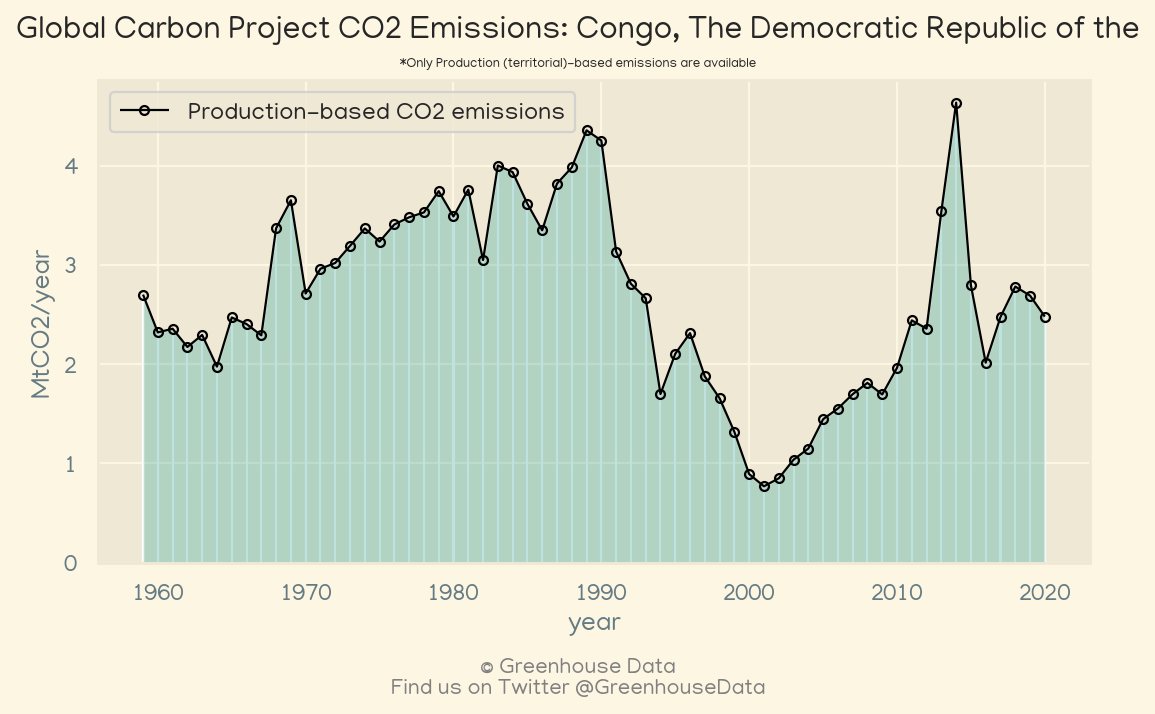 Global Carbon Project CO2 Emissions: Congo, The Democratic Republic of the
*Only Production (territorial)-based emissions are available
Production-based CO2 emissions
4
3
2
1
0
MtCO2/year
1960 1970 1980 1990 2000 2010 2020
year
© Greenhouse Data
Find us on Twitter @GreenhouseData